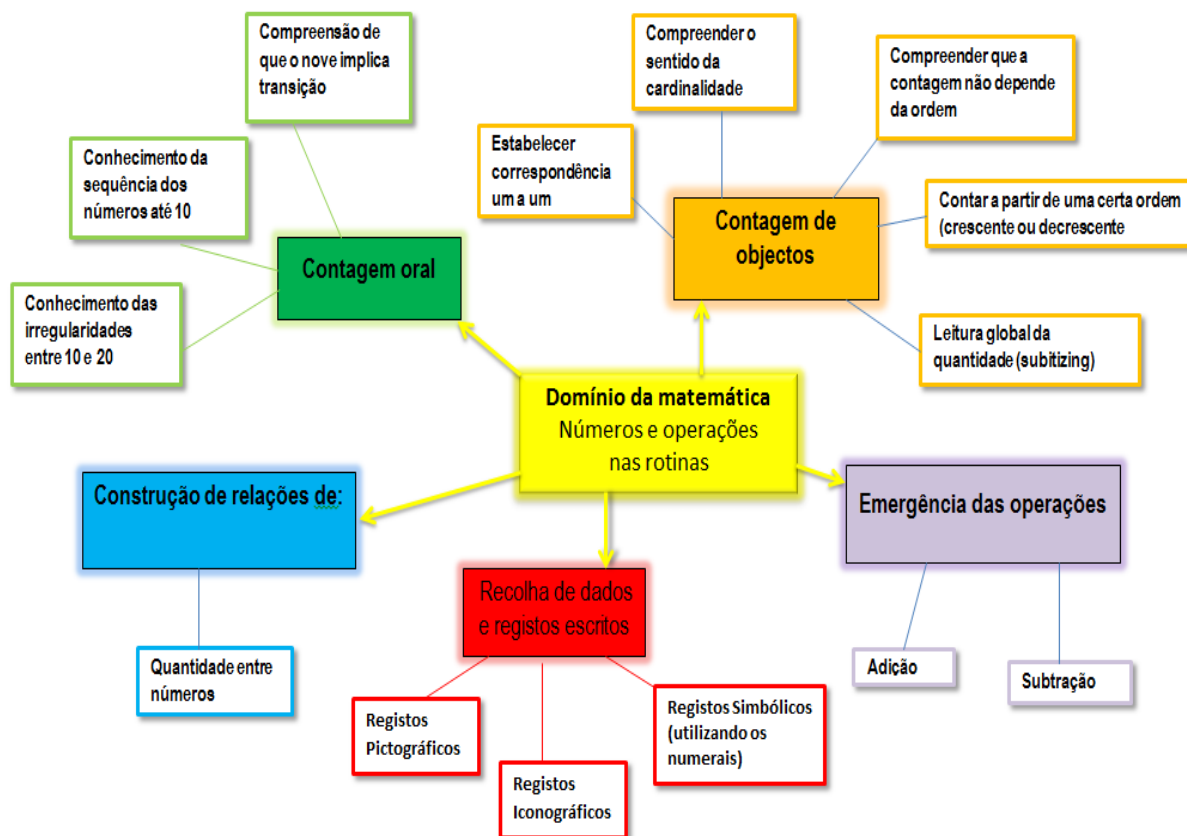 Compreensão de
que o nove implica
transição
Conhecimento da
sequência dos
números até 10
Conhecimento das
irregularidades
entre 10 e 20
Contagem oral
Compreender o
sentido da
cardinalidade
Compreender que a
contagem não depende
da ordem
Estabelecer
correspondência
um a um
Contagem de
objectos
Contar a partir de uma certa ordem
(crescente ou decrescente
Leitura global da
quantidade (subitizing)
Domínio da matemática
Números e operações
nas rotinas
Construção de relações de:
Quantidade entre
números
Recolha de dados
e registos escritos
Registos
Pictográficos
Registos
Iconográficos
Registos Simbólicos
(utilizando os
numerais)
Emergência das operações
Adição
Subtração